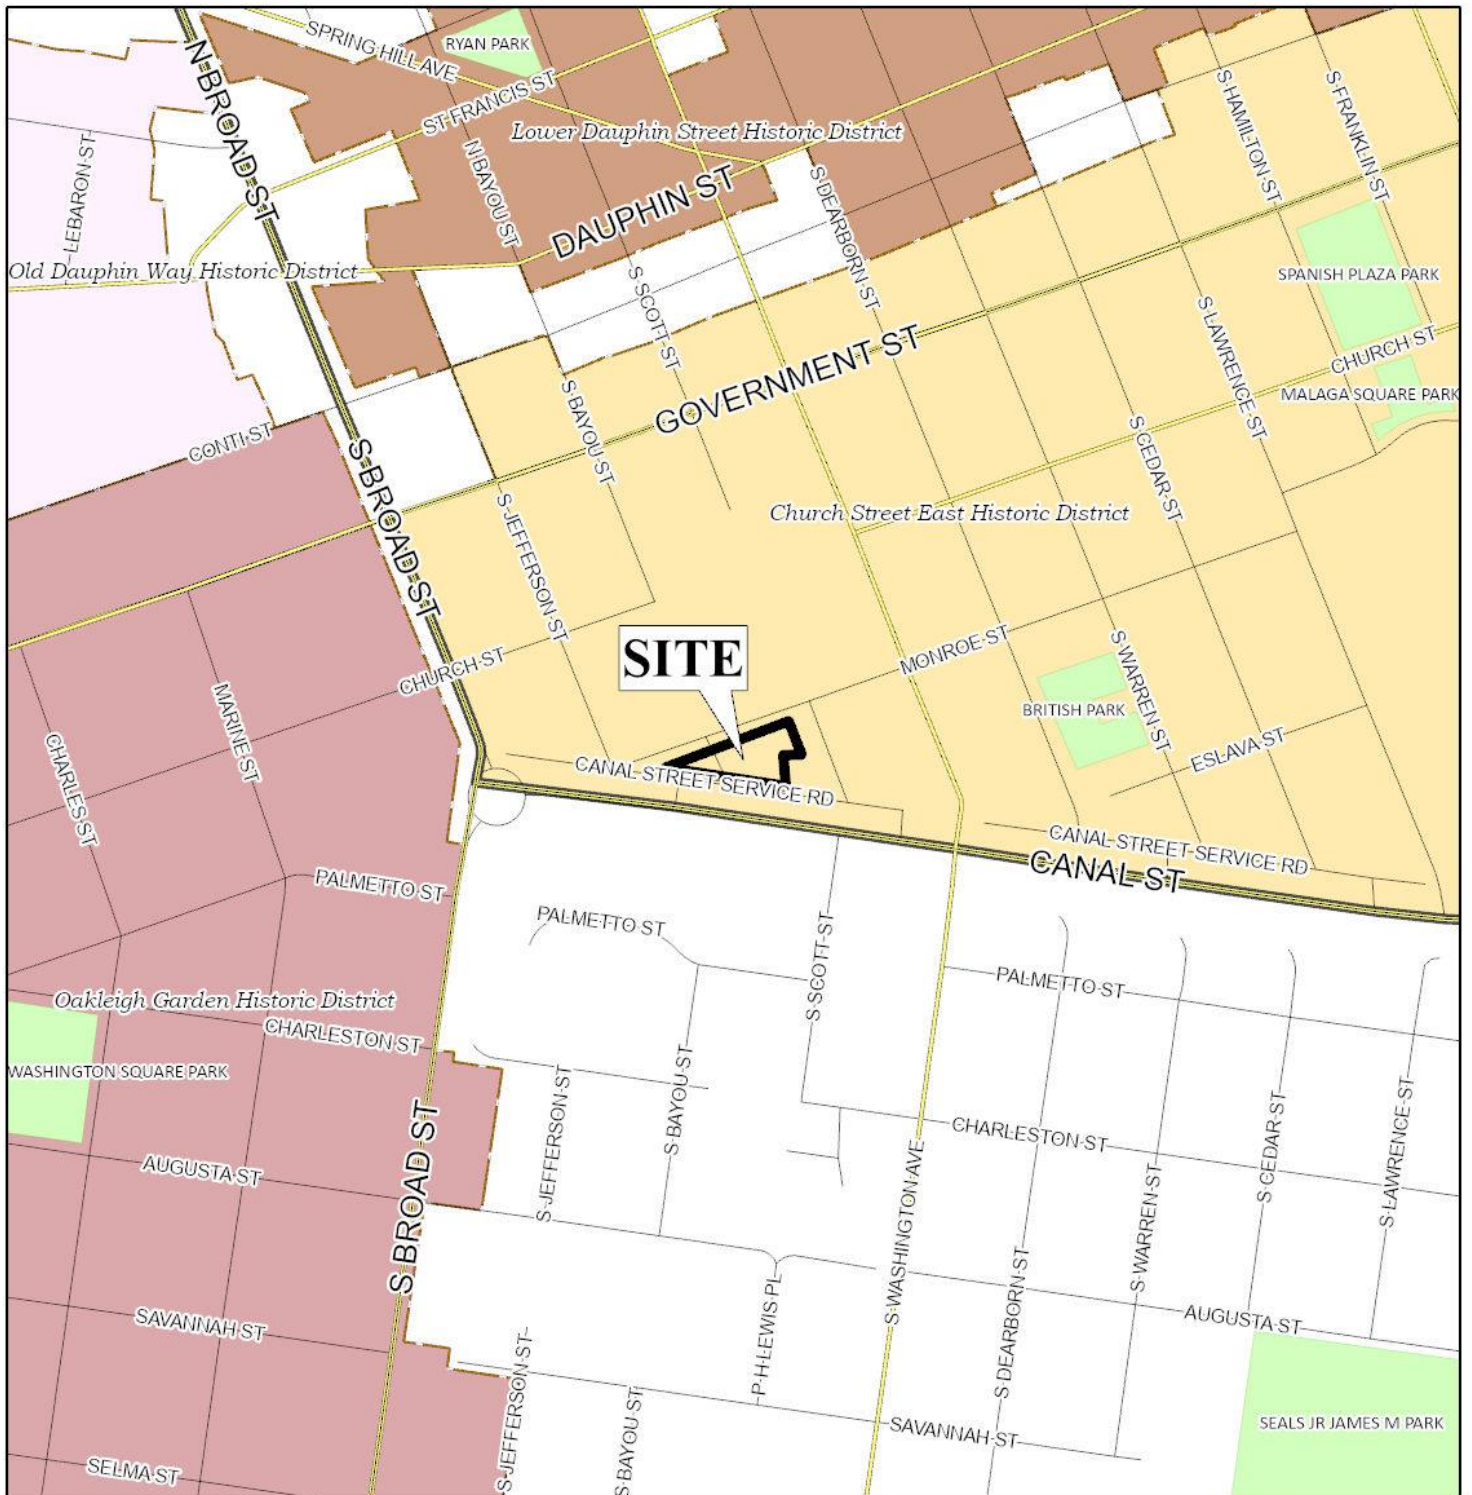 SPRING HILL AVE
RYAN PARK
N BROAD ST
ST FRANCIS ST
S HAMILTON ST
S FRANKLIN ST
Lower Dauphin Street Historic District
LEBARON ST
N BAYOU ST
DAUPHIN ST
S DEARBORN ST
Old Dauphin Way Historic District
SPANISH PLAZA PARK
S SCOTT ST
S LAWRENCE ST
CHURCH ST
GOVERNMENT ST
MALAGA SQUARE PARK
S BAYOU ST
CONTI ST
S BROAD ST
S CEDAR ST
Church Street East Historic District
S JEFFERSON ST
SITE
MONROE ST
CHURCH ST
S WARREN ST
MARINE ST
BRITISH PARK
CHARLES ST
ESLAVA ST
CANAL STREET SERVICE RD
CANAL STREET SERVICE RD
CANAL ST
PALMETTO ST
PALMETTO ST
S SCOTT ST
PALMETTO ST
Oakleigh Garden Historic District
CHARLESTON ST
WASHINGTON SQUARE PARK
S JEFFERSON ST
S BAYOU ST
CHARLESTON ST
S CEDAR ST
S LAWRENCE ST
S BROAD ST
AUGUSTA ST
S WASHINGTON AVE
S WARREN ST
S DEARBORN ST
P H LEWIS PL
AUGUSTA ST
SAVANNAH ST
S JEFFERSON ST
S BAYOU ST
SAVANNAH ST
SEALS JR JAMES M PARK
SELMA ST